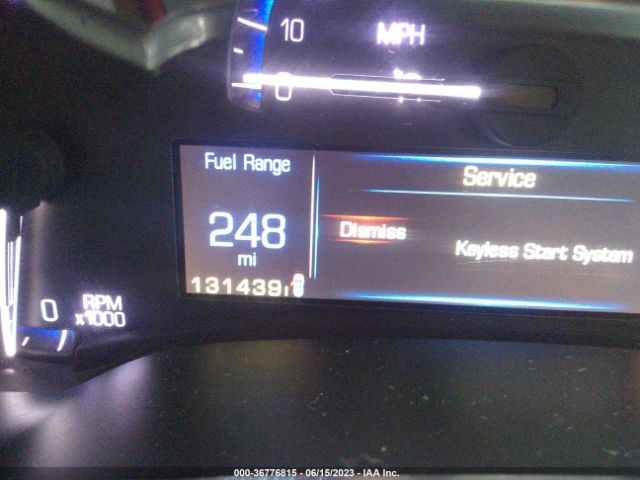 10
MPH
0
Fuel Range
Service
248
Dismiss
mi
Keyless Start System
131439
0
RPM
x1000
000-36776815 - 06/15/2023 - IAA Inc.